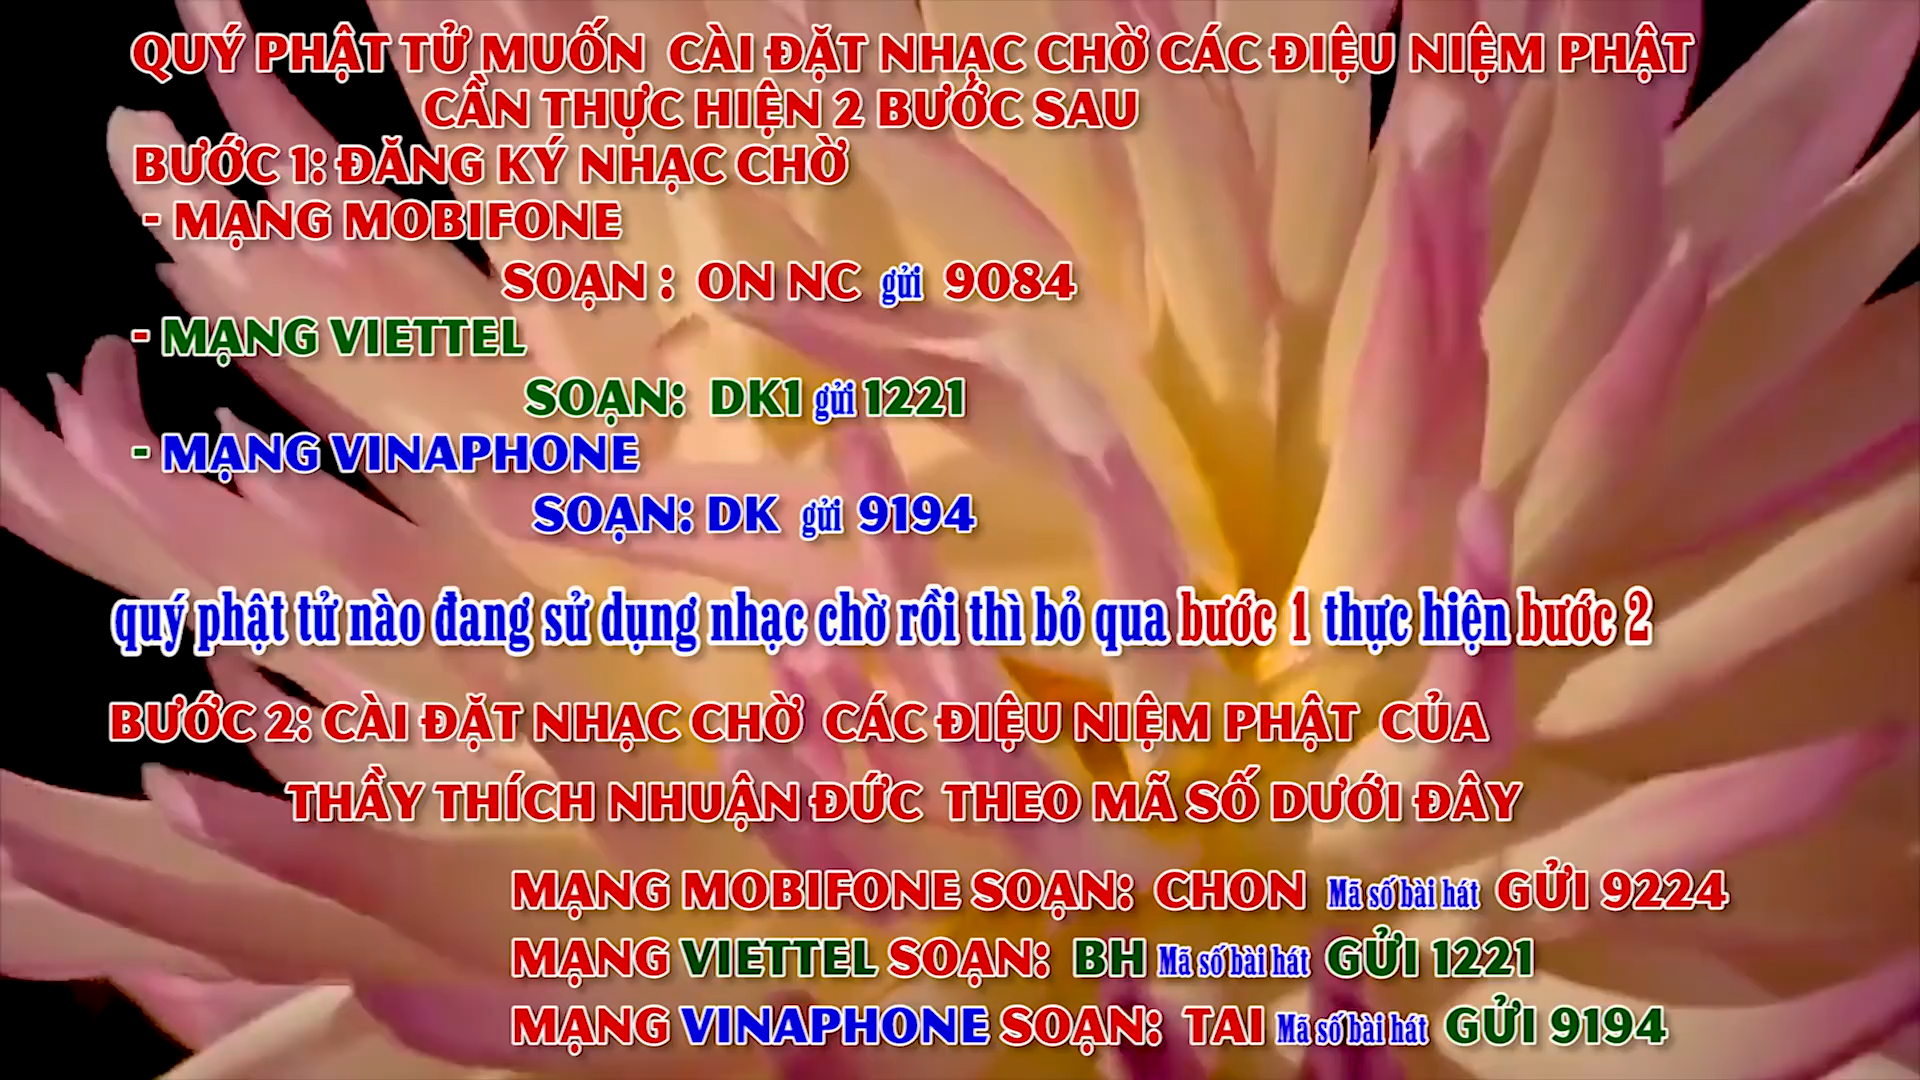 QUÝ PHẬT TỬ MUỐN CÀI ĐẶT NHẠC CHỜ CÁC ĐIỆU NIỆM PHẬT
CẦN THỰC HIỆN 2 BƯỚC SAU
BƯỚC 1: ĐĂNG KÝ NHẠC CHỜ
- MẠNG MOBIFONE
SOẠN : ON NC gửi 9084
- MẠNG VIETTEL
SOẠN: DK1 gửi 1221
- MẠNG VINAPHONE
SOẠN: DK gửi 9194
quý phật tử nào đang sử dụng nhạc chờ rồi thì bỏ qua bước 1 thực hiện bước 2
BƯỚC 2: CÀI ĐẶT NHẠC CHỜ CÁC ĐIỆU NIỆM PHẬT CỦA
THẦY THÍCH NHUẬN ĐỨC THEO MÃ SỐ DƯỚI ĐÂY
MẠNG MOBIFONE SOẠN: CHON Mã số bài hát GỬI 9224
MẠNG VIETTEL SOẠN: BH Mã số bài hát GỬI 1221
MẠNG VINAPHONE SOẠN: TAI Mã số bài hát GỬI 9194